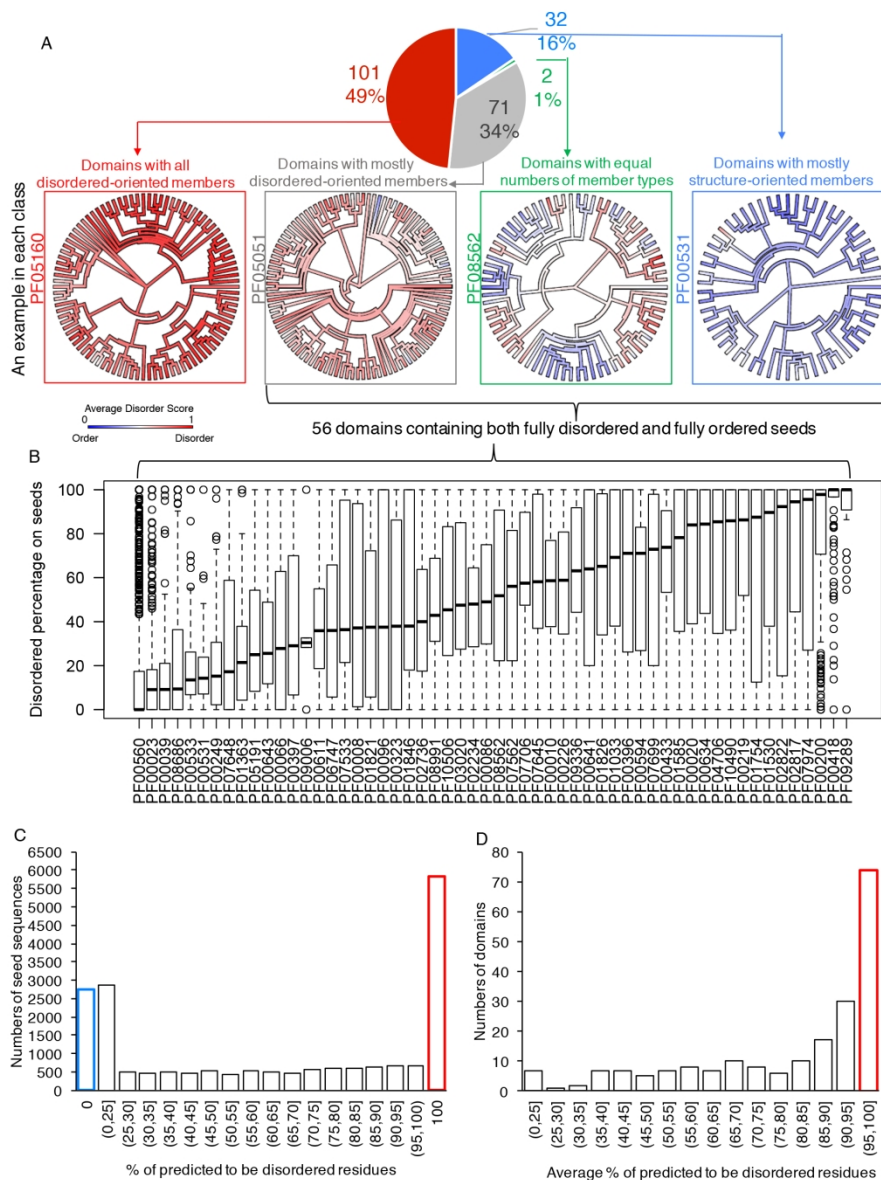 A
32
16%
101
49%
2
1%
71
34%
Domains with all
disordered-oriented members
Domains with mostly
disordered-oriented members
Domains with equal
numbers of member types
Domains with mostly
structure-oriented members
An example in each class
PF05160
PF05051
PF08562
PF00531
Average Disorder Score
0 1
Order Disorder
56 domains containing both fully disordered and fully ordered seeds
B
Disordered percentage on seeds
100
80
60
40
20
0
PF00560
PF00023
PF00039
PF08686
PF00533
PF00531
PF00249
PF07648
PF01363
PF05191
PF00643
PF01566
PF00397
PF09006
PF00611
PF06747
PF07533
PF00008
PF01821
PF00096
PF00323
PF01846
PF02736
PF08091
PF10506
PF03020
PF02234
PF00086
PF08562
PF07562
PF07706
PF07645
PF00010
PF00226
PF09336
PF01826
PF01033
PF00396
PF00594
PF07699
PF00433
PF01585
PF00020
PF00634
PF04706
PF10490
PF01219
PF01754
PF01530
PF02822
PF02817
PF07974
PF00200
PF00418
PF09289
C
Numbers of seed sequences
6500
6000
5500
5000
4500
4000
3500
3000
2500
2000
1500
1000
500
0
0
(0,25]
(25,30]
(30,35]
(35,40]
(40,45]
(45,50]
(50,55]
(55,60]
(60,65]
(65,70]
(70,75]
(75,80]
(80,85]
(85,90]
(90,95]
(95,100)
100
% of predicted to be disordered residues
D
Numbers of domains
80
70
60
50
40
30
20
10
0
(0,25]
(25,30]
(30,35]
(35,40]
(40,45]
(45,50]
(50,55]
(55,60]
(60,65]
(65,70]
(70,75]
(75,80]
(80,85]
(85,90]
(90,95]
(95,100]
Average % of predicted to be disordered residues